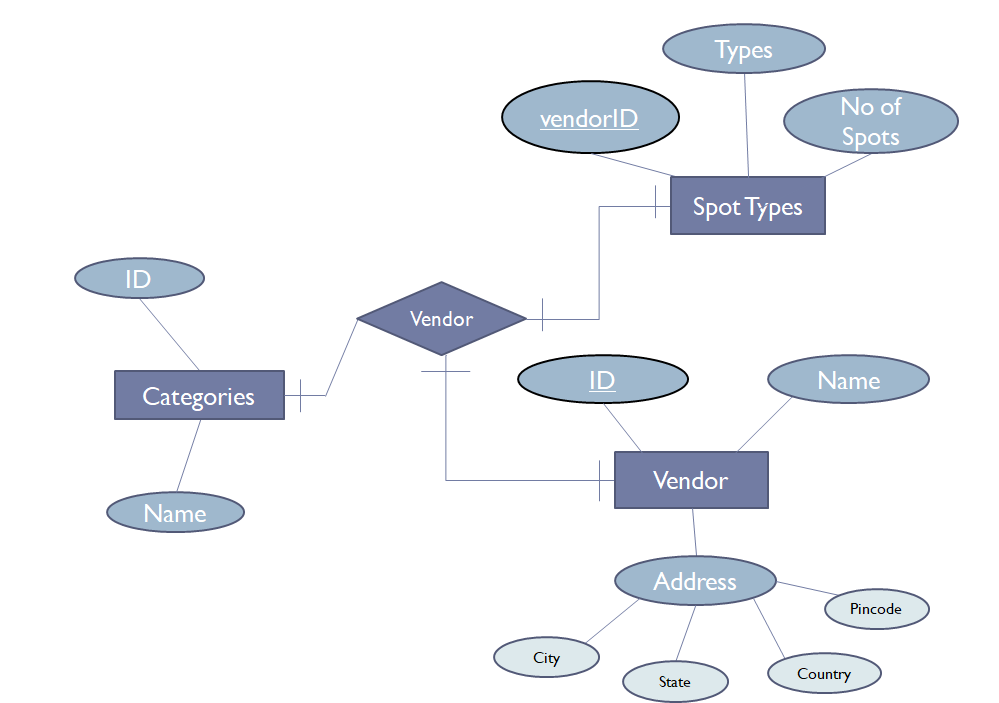 Types
vendorID
No of
Spots
Spot Types
ID
Vendor
Categories
ID
Name
Vendor
Name
Address
Pincode
City
State
Country